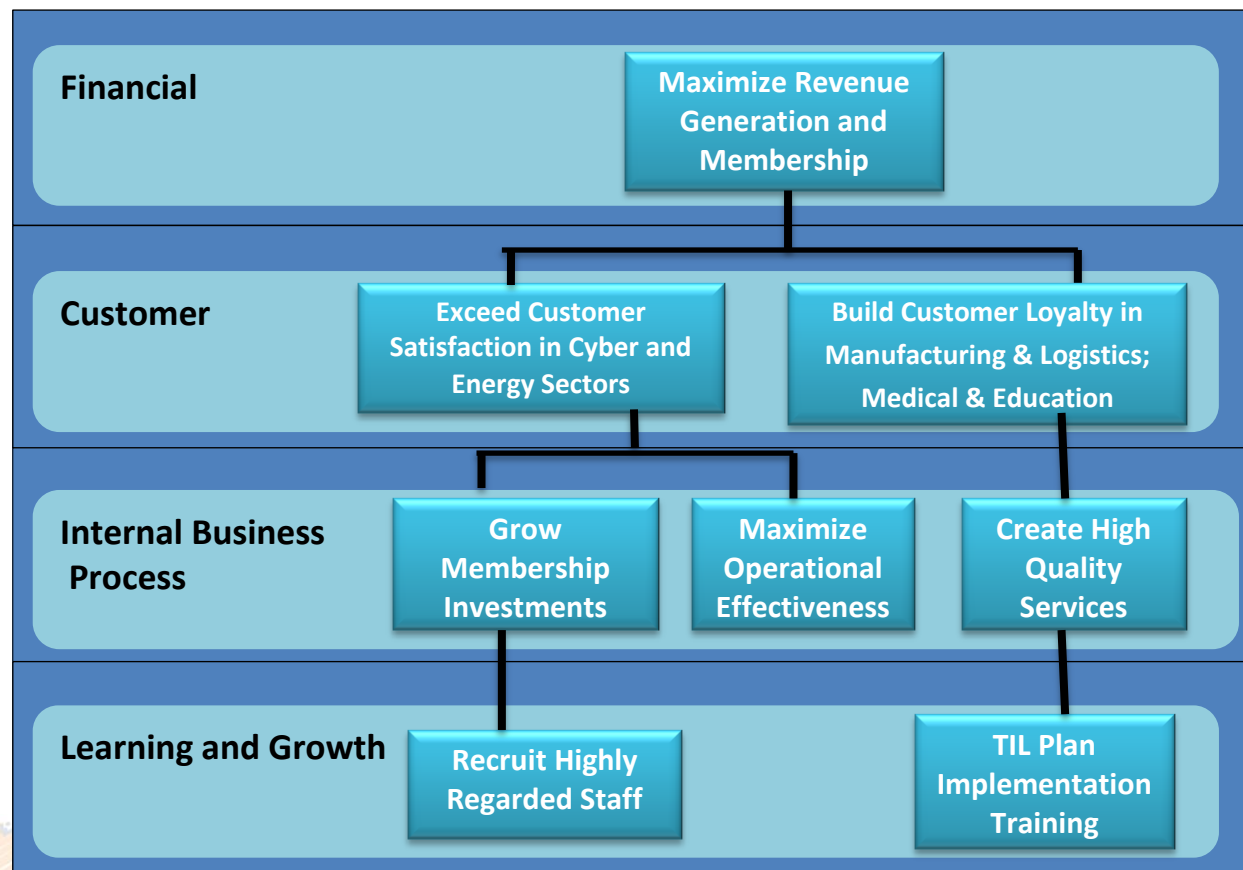 Financial
Maximize Revenue
Generation and
Membership
Customer
Exceed Customer
Satisfaction in Cyber and
Energy Sectors
Build Customer Loyalty in
Manufacturing & Logistics;
Medical & Education
Internal Business
Process
Grow
Membership
Investments
Maximize
Operational
Effectiveness
Create High
Quality
Services
Learning and Growth
Recruit Highly
Regarded Staff
TIL Plan
Implementation
Training